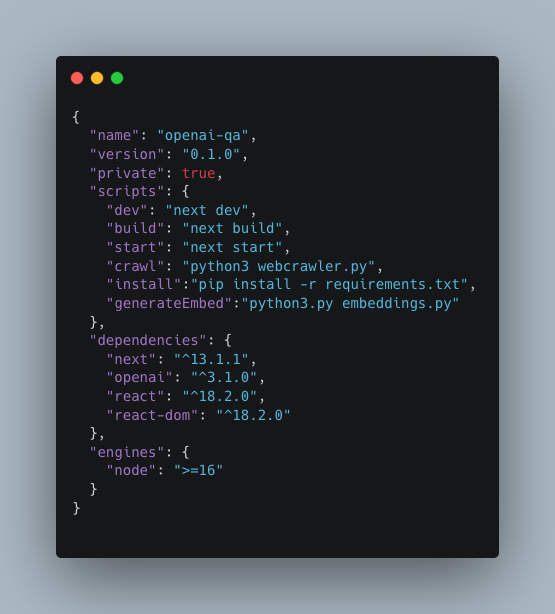 {
  "name": "openai-qa",
  "version": "0.1.0",
  "private": true,
  "scripts": {
    "dev": "next dev",
    "build": "next build",
    "start": "next start",
    "crawl": "python3 webcrawler.py",
    "install":"pip install -r requirements.txt",
    "generateEmbed":"python3.py embeddings.py"
  },
  "dependencies": {
    "next": "^13.1.1",
    "openai": "^3.1.0",
    "react": "^18.2.0",
    "react-dom": "^18.2.0"
  },
  "engines": {
    "node": ">=16"
  }
}